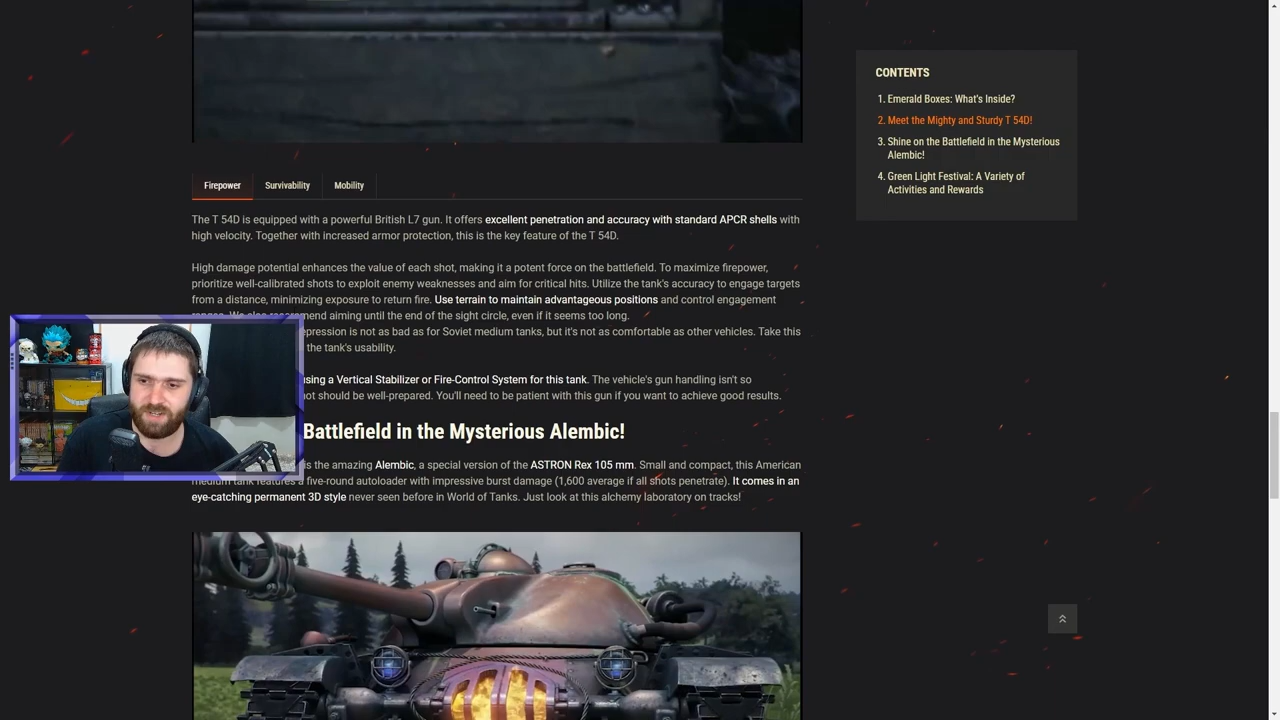 CONTENTS
1. Emerald Boxes: What's Inside?
2. Meet the Mighty and Sturdy T 54D!
3. Shine on the Battlefield in the Mysterious
Alembic!
4. Green Light Festival: A Variety of
Activities and Rewards
Firepower Survivability Mobility
The T 54D is equipped with a powerful British L7 gun. It offers excellent penetration and accuracy with standard APCR shells with
high velocity. Together with increased armor protection, this is the key feature of the T 54D.
High damage potential enhances the value of each shot, making it a potent force on the battlefield. To maximize firepower,
prioritize well-calibrated shots to exploit enemy weaknesses and aim for critical hits. Utilize the tank's accuracy to engage targets
from a distance, minimizing exposure to return fire. Use terrain to maintain advantageous positions and control engagement
aiming until the end of the sight circle, even if it seems too long.
is not as bad as for Soviet medium tanks, but it's not as comfortable as other vehicles. Take this
the tank's usability.
using a Vertical Stabilizer or Fire-Control System for this tank. The vehicle's gun handling isn't so
should be well-prepared. You'll need to be patient with this gun if you want to achieve good results.
Battlefield in the Mysterious Alembic!
is the amazing Alembic, a special version of the ASTRON Rex 105 mm. Small and compact, this American
medium tank features a five-round autoloader with impressive burst damage (1,600 average if all shots penetrate). It comes in an
eye-catching permanent 3D style never seen before in World of Tanks. Just look at this alchemy laboratory on tracks!